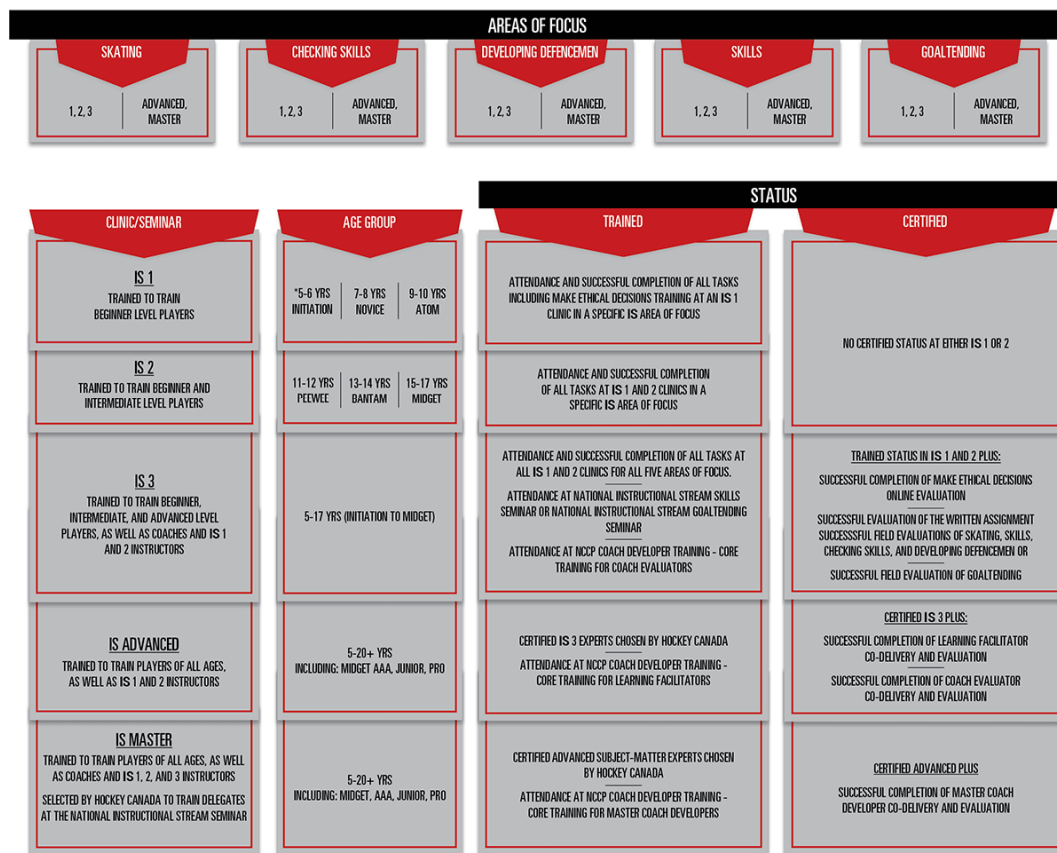 AREAS OF FOCUS
SKATING
1, 2, 3
ADVANCED,
MASTER
CHECKING SKILLS
1, 2, 3
ADVANCED,
MASTER
DEVELOPING DEFENCEMEN
1, 2, 3
ADVANCED,
MASTER
SKILLS
1, 2, 3
ADVANCED,
MASTER
GOALTENDING
1, 2, 3
ADVANCED,
MASTER
STATUS
CLINIC/SEMINAR
AGE GROUP
TRAINED
CERTIFIED
IS 1
TRAINED TO TRAIN
BEGINNER LEVEL PLAYERS
*5-6 YRS
INITIATION
7-8 YRS
NOVICE
9-10 YRS
ATOM
ATTENDANCE AND SUCCESSFUL COMPLETION OF ALL TASKS
INCLUDING MAKE ETHICAL DECISIONS TRAINING AT AN IS 1
CLINIC IN A SPECIFIC IS AREA OF FOCUS
NO CERTIFIED STATUS AT EITHER IS 1 OR 2
IS 2
TRAINED TO TRAIN BEGINNER AND
INTERMEDIATE LEVEL PLAYERS
11-12 YRS
PEEWEE
13-14 YRS
BANTAM
15-17 YRS
MIDGET
ATTENDANCE AND SUCCESSFUL COMPLETION
OF ALL TASKS AT IS 1 AND 2 CLINICS IN A
SPECIFIC IS AREA OF FOCUS
IS 3
TRAINED TO TRAIN BEGINNER,
INTERMEDIATE, AND ADVANCED LEVEL
PLAYERS, AS WELL AS COACHES AND IS 1
AND 2 INSTRUCTORS
5-17 YRS (INITIATION TO MIDGET)
ATTENDANCE AND SUCCESSFUL COMPLETION OF ALL TASKS AT
ALL IS 1 AND 2 CLINICS FOR ALL FIVE AREAS OF FOCUS.
ATTENDANCE AT NATIONAL INSTRUCTIONAL STREAM SKILLS
SEMINAR OR NATIONAL INSTRUCTIONAL STREAM GOALTENDING
SEMINAR
ATTENDANCE AT NCCP COACH DEVELOPER TRAINING - CORE
TRAINING FOR COACH EVALUATORS
TRAINED STATUS IN IS 1 AND 2 PLUS:
SUCCESSFUL COMPLETION OF MAKE ETHICAL DECISIONS
ONLINE EVALUATION
SUCCESSFUL EVALUATION OF THE WRITTEN ASSIGNMENT
SUCCESSSFUL FIELD EVALUATIONS OF SKATING, SKILLS,
CHECKING SKILLS, AND DEVELOPING DEFENCEMEN OR
SUCCESSFUL FIELD EVALUATION OF GOALTENDING
IS ADVANCED
TRAINED TO TRAIN PLAYERS OF ALL AGES,
AS WELL AS IS 1 AND 2 INSTRUCTORS
5-20+ YRS
INCLUDING: MIDGET AAA, JUNIOR, PRO
CERTIFIED IS 3 EXPERTS CHOSEN BY HOCKEY CANADA
ATTENDANCE AT NCCP COACH DEVELOPER TRAINING -
CORE TRAINING FOR LEARNING FACILITATORS
CERTIFIED IS 3 PLUS:
SUCCESSFUL COMPLETION OF LEARNING FACILITATOR
CO-DELIVERY AND EVALUATION
SUCCESSFUL COMPLETION OF COACH EVALUATOR
CO-DELIVERY AND EVALUATION
IS MASTER
TRAINED TO TRAIN PLAYERS OF ALL AGES, AS WELL
AS COACHES AND IS 1, 2, AND 3 INSTRUCTORS
SELECTED BY HOCKEY CANADA TO TRAIN DELEGATES
AT THE NATIONAL INSTRUCTIONAL STREAM SEMINAR
5-20+ YRS
INCLUDING: MIDGET, AAA, JUNIOR, PRO
CERTIFIED ADVANCED SUBJECT-MATTER EXPERTS CHOSEN
BY HOCKEY CANADA
ATTENDANCE AT NCCP COACH DEVELOPER TRAINING -
CORE TRAINING FOR MASTER COACH DEVELOPERS
CERTIFIED ADVANCED PLUS
SUCCESSFUL COMPLETION OF MASTER COACH
DEVELOPER CO-DELIVERY AND EVALUATION